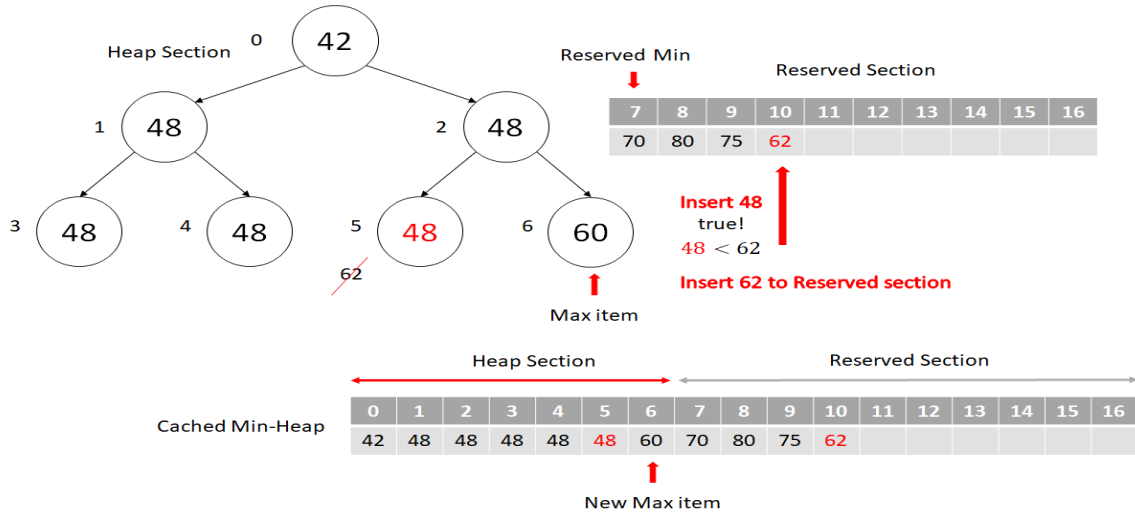 Heap Section
0
42
Reserved Min
Reserved Section
1
48
2
48
7 8 9 10 11 12 13 14 15 16
70 80 75 62
3
48
4
48
5
48
6
60
62
Insert 48
true!
48 < 62
Insert 62 to Reserved section
Max item
Heap Section
Reserved Section
Cached Min-Heap
0 1 2 3 4 5 6 7 8 9 10 11 12 13 14 15 16
42 48 48 48 48 48 60 70 80 75 62
New Max item